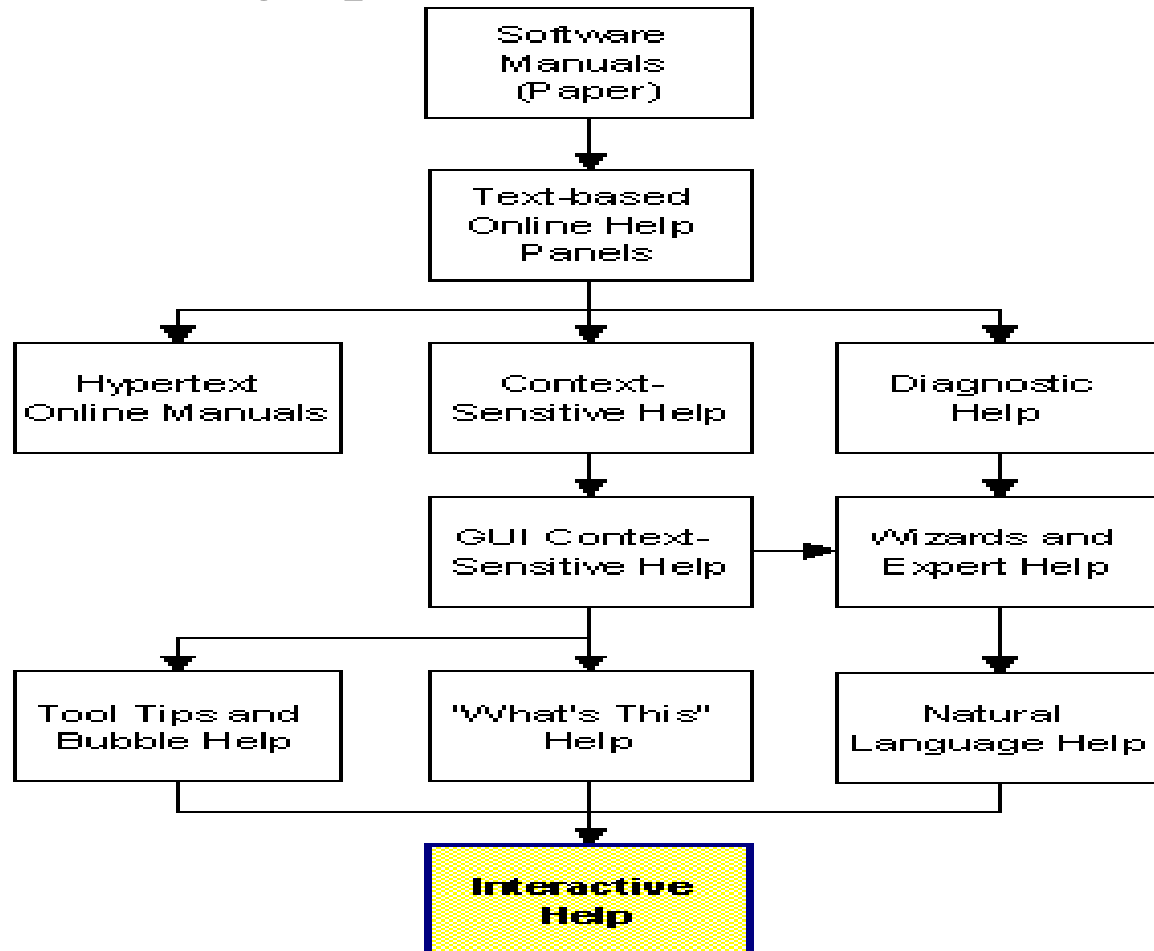 Software
Manuals
(Paper)
Text-based
Online Help
Panels
Hypertext
Online Manuals
Context-
Sensitive Help
Diagnostic
Help
GUI Context-
Sensitive Help
Wizards and
Expert Help
Tool Tips and
Bubble Help
"What's This"
Help
Natural
Language Help
Interactive
Help